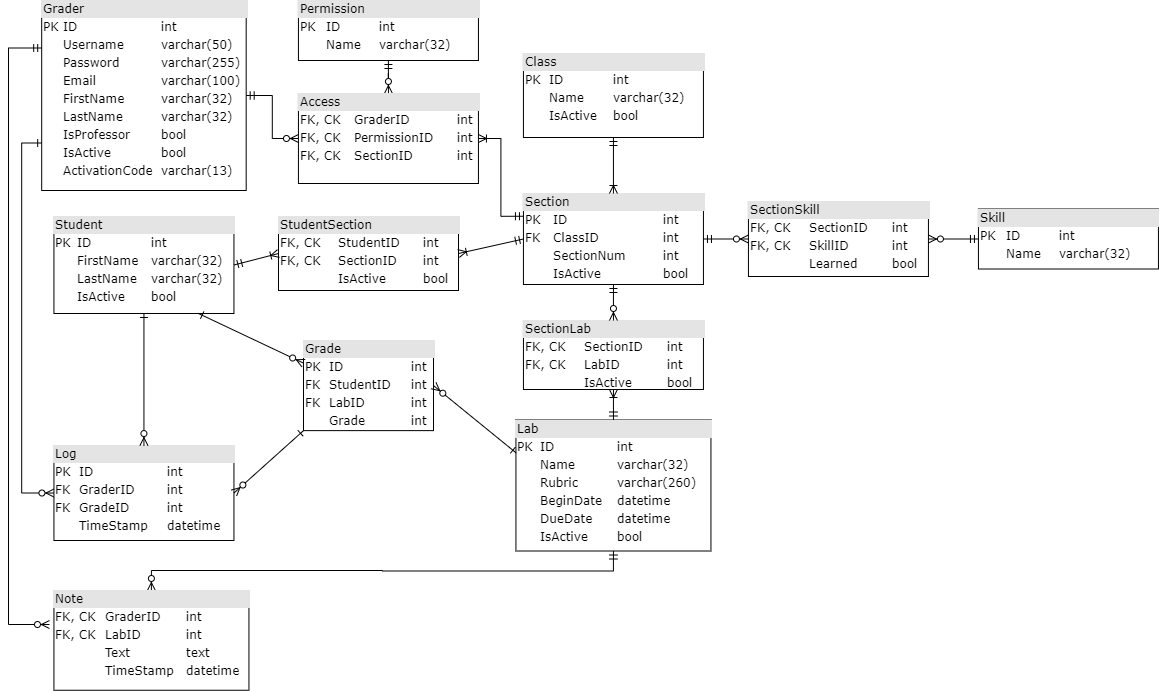 Grader
PK ID int
Username varchar(50)
Password varchar(255)
Email varchar(100)
FirstName varchar(32)
LastName varchar(32)
IsProfessor bool
IsActive bool
ActivationCode varchar(13)
Permission
PK ID int
Name varchar(32)
Access
FK, CK GraderID int
FK, CK PermissionID int
FK, CK SectionID int
Class
PK ID int
Name varchar(32)
IsActive bool
Student
PK ID int
FirstName varchar(32)
LastName varchar(32)
IsActive bool
StudentSection
FK, CK StudentID int
FK, CK SectionID int
IsActive bool
Section
PK ID int
FK ClassID int
SectionNum int
IsActive bool
SectionSkill
FK, CK SectionID int
FK, CK SkillID int
Learned bool
Skill
PK ID int
Name varchar(32)
Grade
PK ID int
FK StudentID int
FK LabID int
Grade int
SectionLab
FK, CK SectionID int
FK, CK LabID int
IsActive bool
Log
PK ID int
FK GraderID int
FK GradeID int
TimeStamp datetime
Lab
PK ID int
Name varchar(32)
Rubric varchar(260)
BeginDate datetime
DueDate datetime
IsActive bool
Note
FK, CK GraderID int
FK, CK LabID int
Text text
TimeStamp datetime